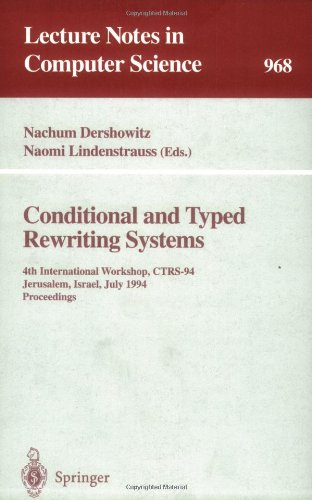 Lecture Notes in
Computer Science 968
Nachum Dershowitz
Naomi Lindenstrauss (Eds.)
Conditional and Typed
Rewriting Systems
4th International Workshop, CTRS-94
Jerusalem, Israel, July 1994
Proceedings
Springer